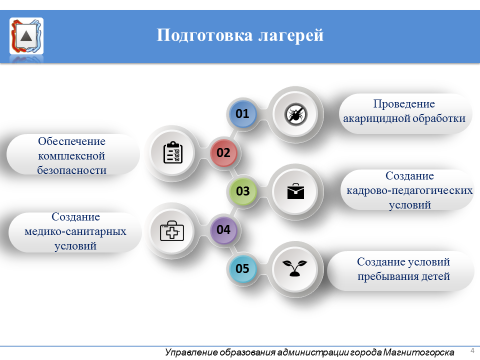 Подготовка лагерей
01
Проведение
акарицидной обработки
Обеспечение
комплексной
безопасности
02
03
Создание
кадрово-педагогических
условий
Создание
медико-санитарных
условий
04
05
Создание условий
пребывания детей
Управление образования администрации города Магнитогорска
4